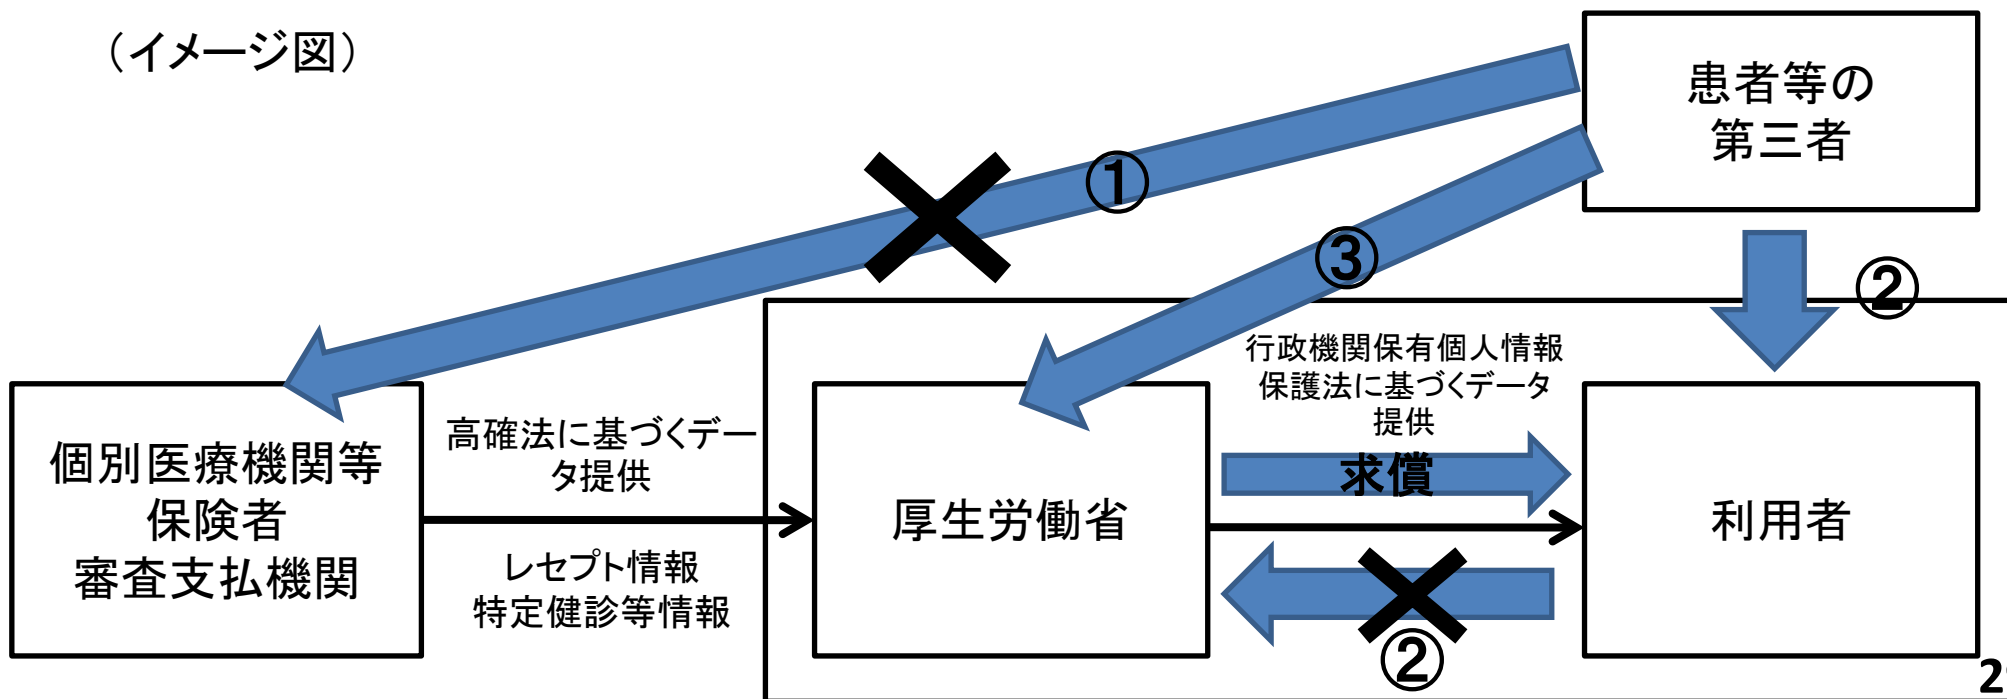 （イメージ図）
患者等の
第三者
①
③
②
行政機関保有個人情報
保護法に基づくデータ
提供
求償
個別医療機関等
保険者
審査支払機関
高確法に基づくデー
タ提供
レセプト情報
特定健診等情報
厚生労働省
利用者
②